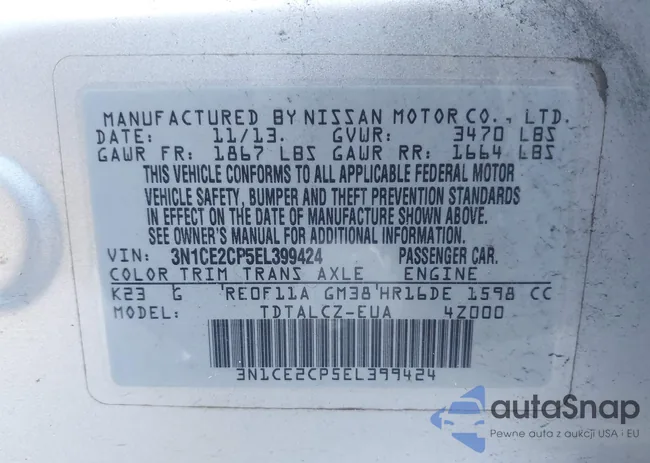 MANUFACTURED BY NISSAN MOTOR CO., LTD.
DATE: 11/13. GVWR: 3470 LBS
GAWR FR: 1867 LBS GAWR RR: 1664 LBS
THIS VEHICLE CONFORMS TO ALL APPLICABLE FEDERAL MOTOR
VEHICLE SAFETY, BUMPER AND THEFT PREVENTION STANDARDS
IN EFFECT ON THE DATE OF MANUFACTURE SHOWN ABOVE.
SEE OWNER'S MANUAL FOR ADDITIONAL INFORMATION.
VIN: 3N1CE2CP5EL399424 PASSENGER CAR.
COLOR TRIM TRANS AXLE ENGINE
K23 G 'RE0F11A GM38'HR16DE 1598 CC
MODEL: TDTALCZ-EUA 4Z000
3N1CE2CP5EL399424
autaSnap
Pewne auta z aukcji USA · EU